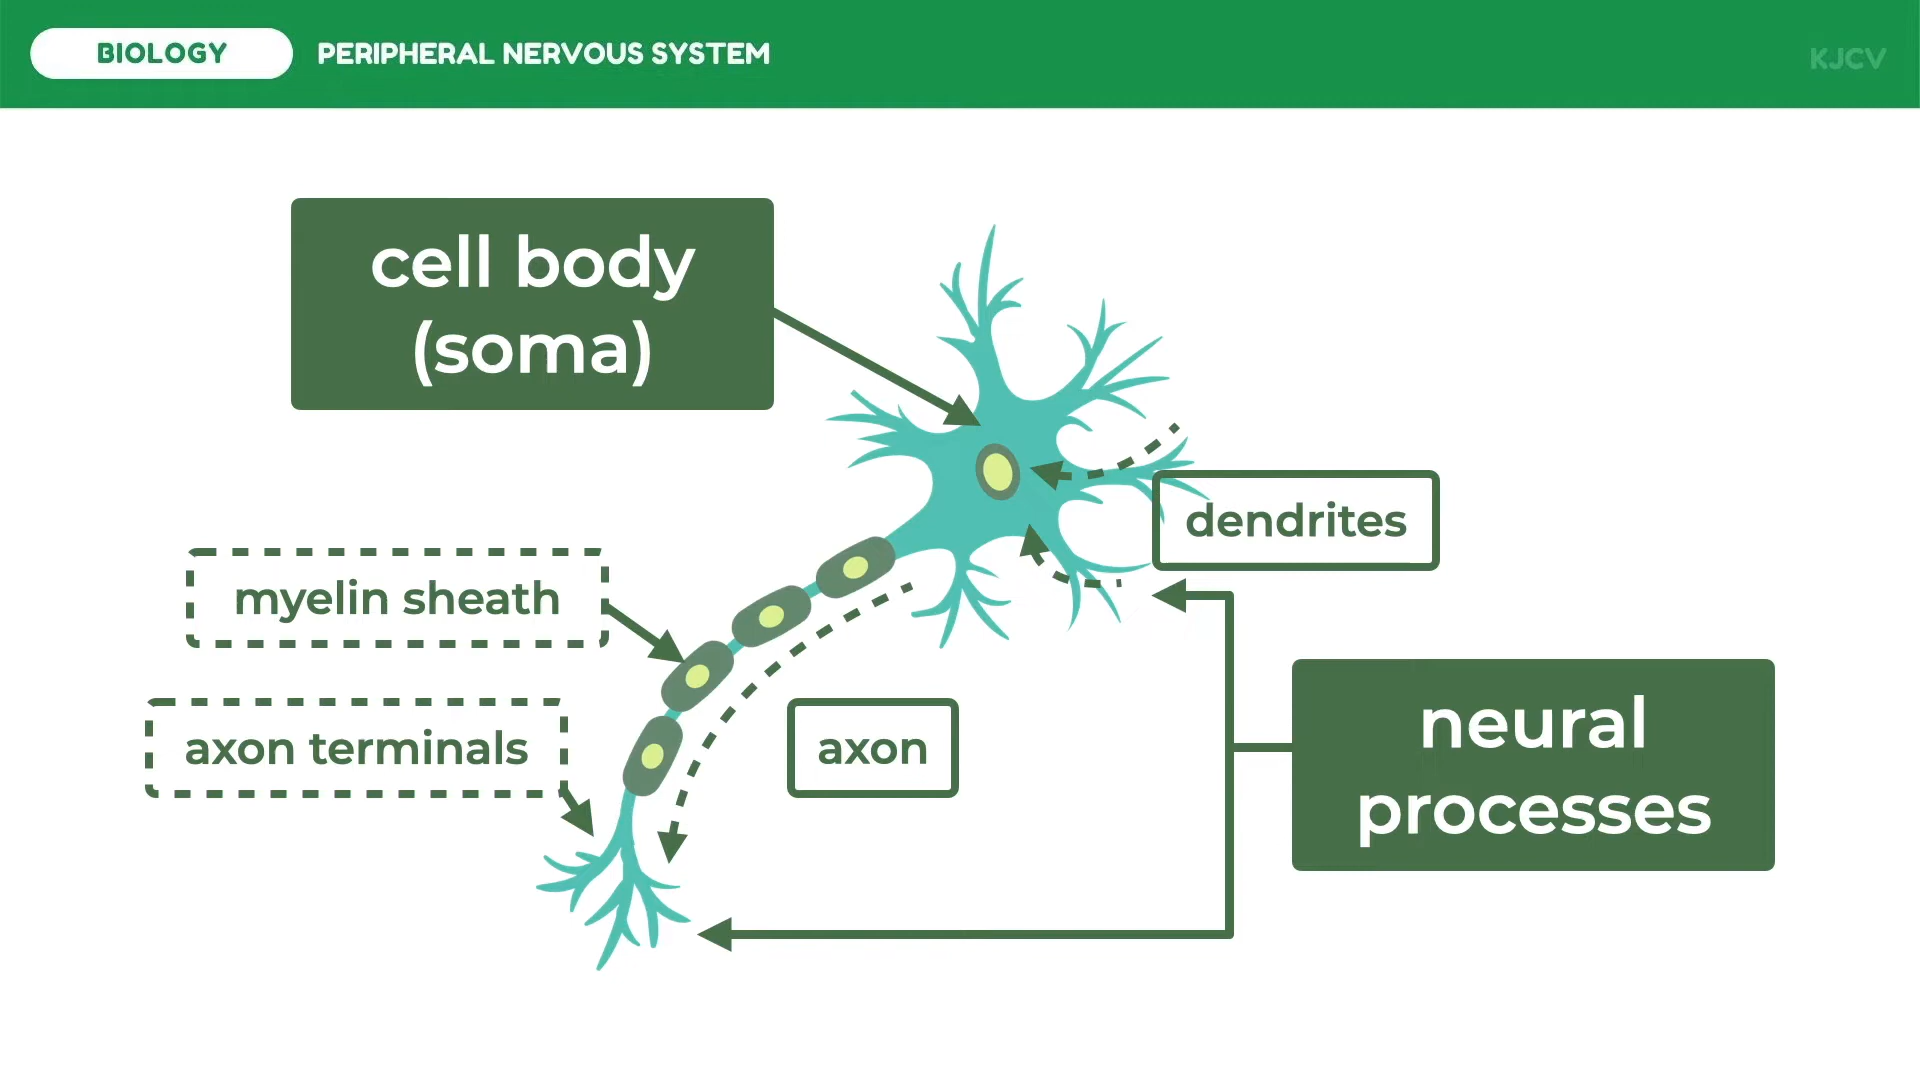 BIOLOGY
PERIPHERAL NERVOUS SYSTEM
KJCV
cell body
(soma)
dendrites
myelin sheath
axon terminals
axon
neural
processes